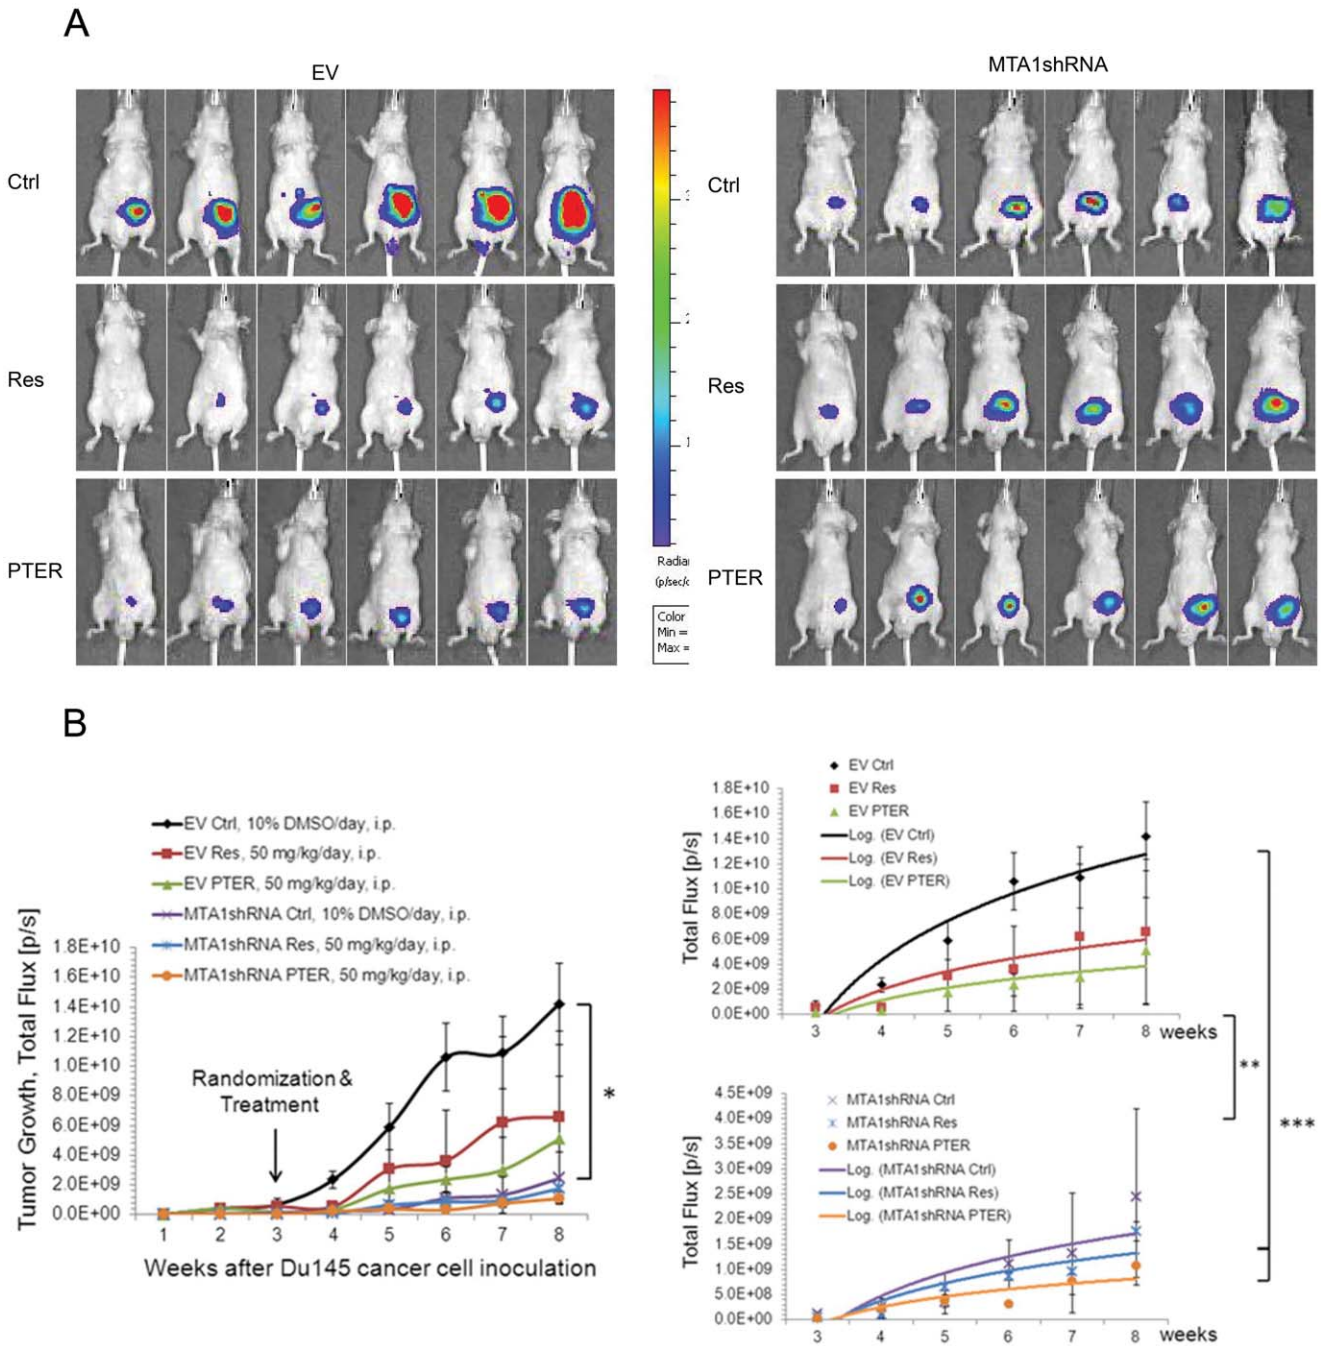 A
EV
MTA1shRNA
Ctrl
Ctrl
Res
Res
PTER
PTER
2
1
(p/sec/
Color
Min =
Max =
B
EV Ctrl, 10% DMSO/day, i.p.
EV Res, 50 mg/kg/day, i.p.
EV PTER, 50 mg/kg/day, i.p.
MTA1shRNA Ctrl, 10% DMSO/day, i.p.
MTA1shRNA Res, 50 mg/kg/day, i.p.
MTA1shRNA PTER, 50 mg/kg/day, i.p.
Tumor Growth, Total Flux [p/s]
1.8E+10
1.6E+10
1.4E+10
1.2E+10
1.0E+10
8.0E+09
6.0E+09
4.0E+09
2.0E+09
0.0E+00
Randomization &
Treatment
*
1 2 3 4 5 6 7 8
Weeks after Du145 cancer cell inoculation
EV Ctrl
EV Res
EV PTER
Log. (EV Ctrl)
Log. (EV Res)
Log. (EV PTER)
Total Flux [p/s]
1.8E+10
1.6E+10
1.4E+10
1.2E+10
1.0E+10
8.0E+09
6.0E+09
4.0E+09
2.0E+09
0.0E+00
3 4 5 6 7 8 weeks
**
***
MTA1shRNA Ctrl
MTA1shRNA Res
MTA1shRNA PTER
Log. (MTA1shRNA Ctrl)
Log. (MTA1shRNA Res)
Log. (MTA1shRNA PTER)
Total Flux [p/s]
4.5E+09
4.0E+09
3.5E+09
3.0E+09
2.5E+09
2.0E+09
1.5E+09
1.0E+09
5.0E+08
0.0E+00
3 4 5 6 7 8 weeks